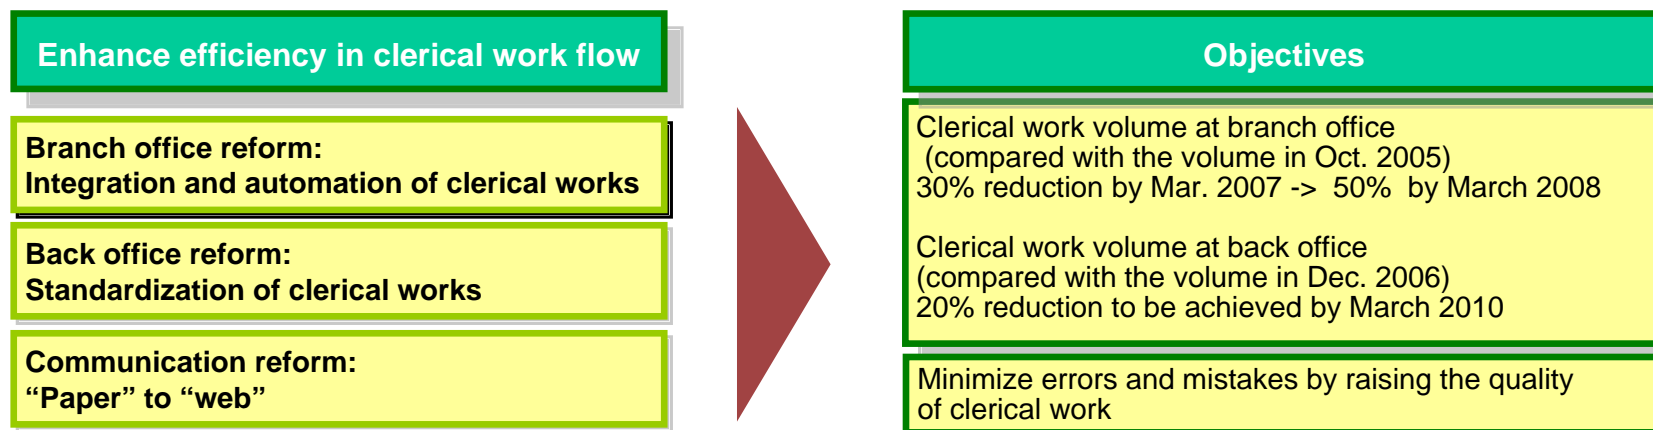 Enhance efficiency in clerical work flow
Branch office reform:
Integration and automation of clerical works
Back office reform:
Standardization of clerical works
Communication reform:
“Paper” to “web”
Objectives
Clerical work volume at branch office
(compared with the volume in Oct. 2005)
30% reduction by Mar. 2007 -> 50% by March 2008
Clerical work volume at back office
(compared with the volume in Dec. 2006)
20% reduction to be achieved by March 2010
Minimize errors and mistakes by raising the quality
of clerical work